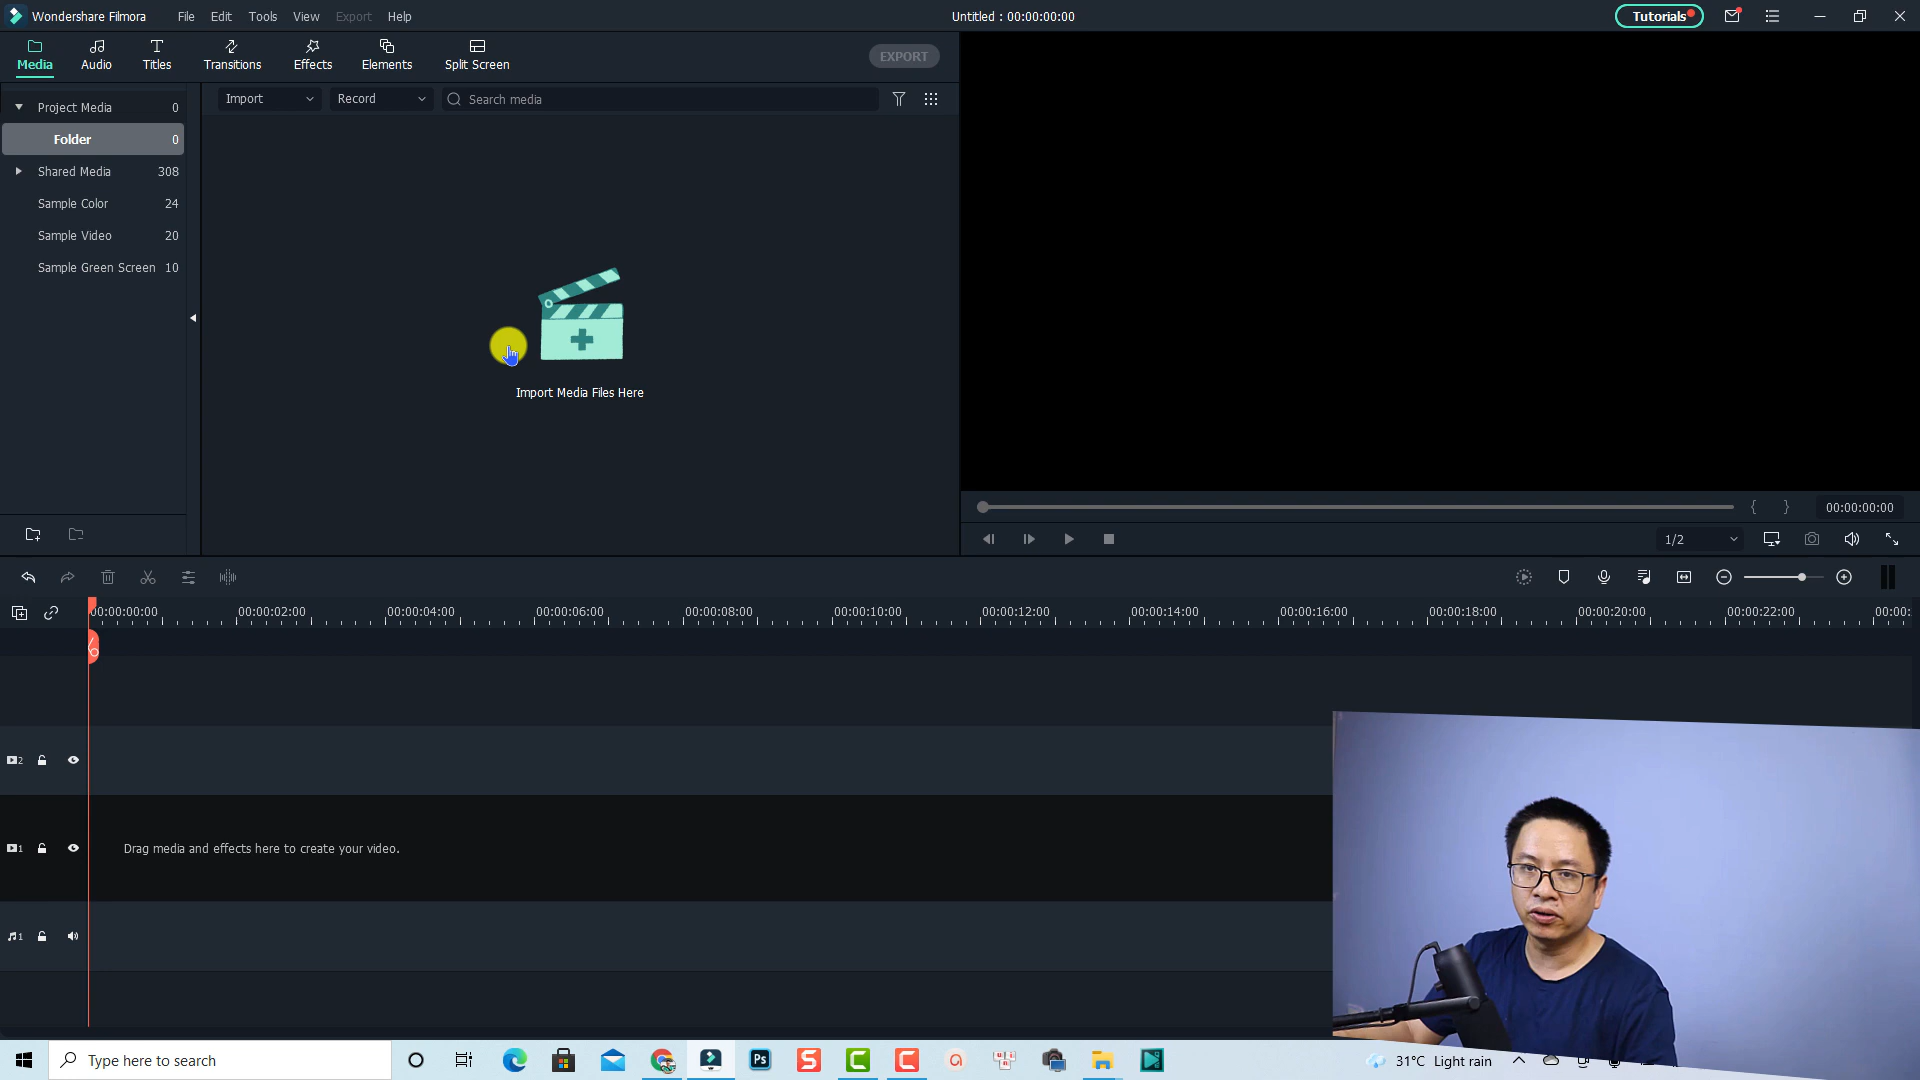 Wondershare Filmora File Edit Tools View Export Help Untitled : 00:00:00:00 Tutorials
Media Audio Titles Transitions Effects Elements Split Screen EXPORT
Import Record Search media
Project Media 0
Folder 0
Shared Media 308
Sample Color 24
Sample Video 20
Sample Green Screen 10
Import Media Files Here
{ } 00:00:00:00
1/2
00:00:00:00 00:00:02:00 00:00:04:00 00:00:06:00 00:00:08:00 00:00:10:00 00:00:12:00 00:00:14:00 00:00:16:00 00:00:18:00 00:00:20:00 00:00:22:00 00:00:
2
1 Drag media and effects here to create your video.
1
Type here to search Ps S C C 31°C Light rain